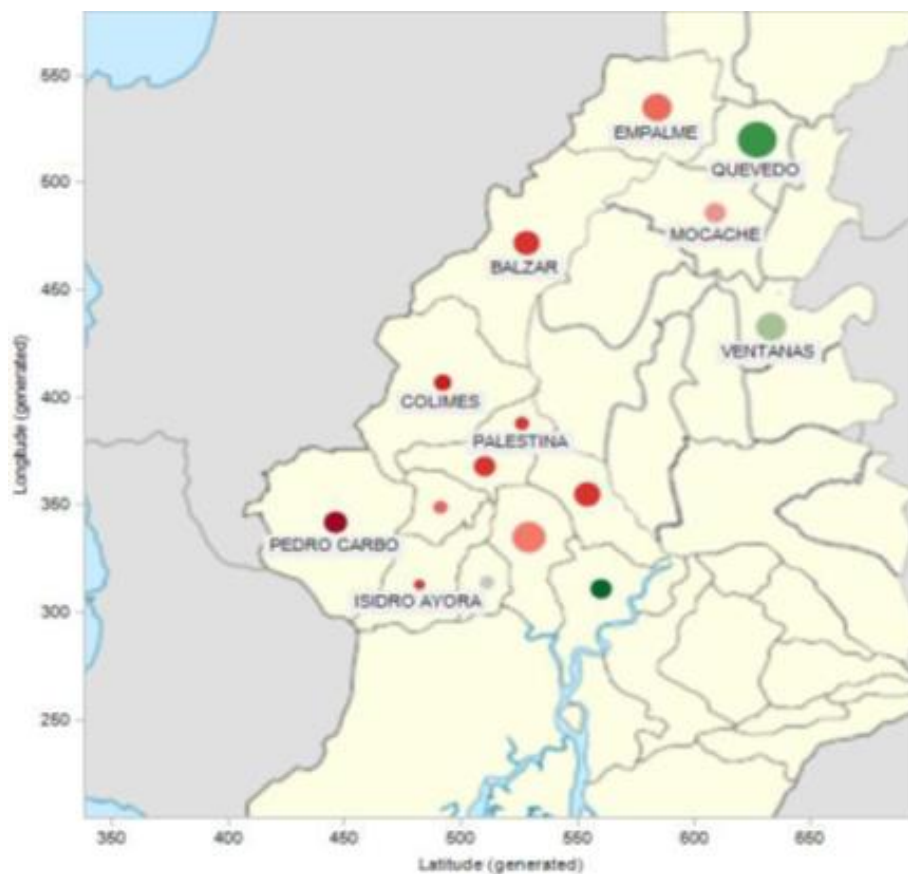 550
EMPALME
QUEVEDO
500
MOCACHE
BALZAR
450
VENTANAS
COLIMES
400
PALESTINA
350
PEDRO CARBO
ISIDRO AYORA
300
250
Longitude (generated)
350 400 450 500 550 600 650
Latitude (generated)